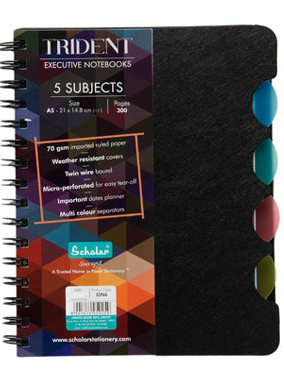 TRIDENT
EXECUTIVE NOTEBOOKS
5 SUBJECTS
Size
A5 - 21 x 14.8 cm
Pages
300
70 gsm imported ruled paper
Weather resistant covers
Twin wire bound
Micro-perforated for easy tear-off
Important dates planner
Multi colour separators
Scholar
A Trusted Name in Paper Stationery
www.scholarstationery.com